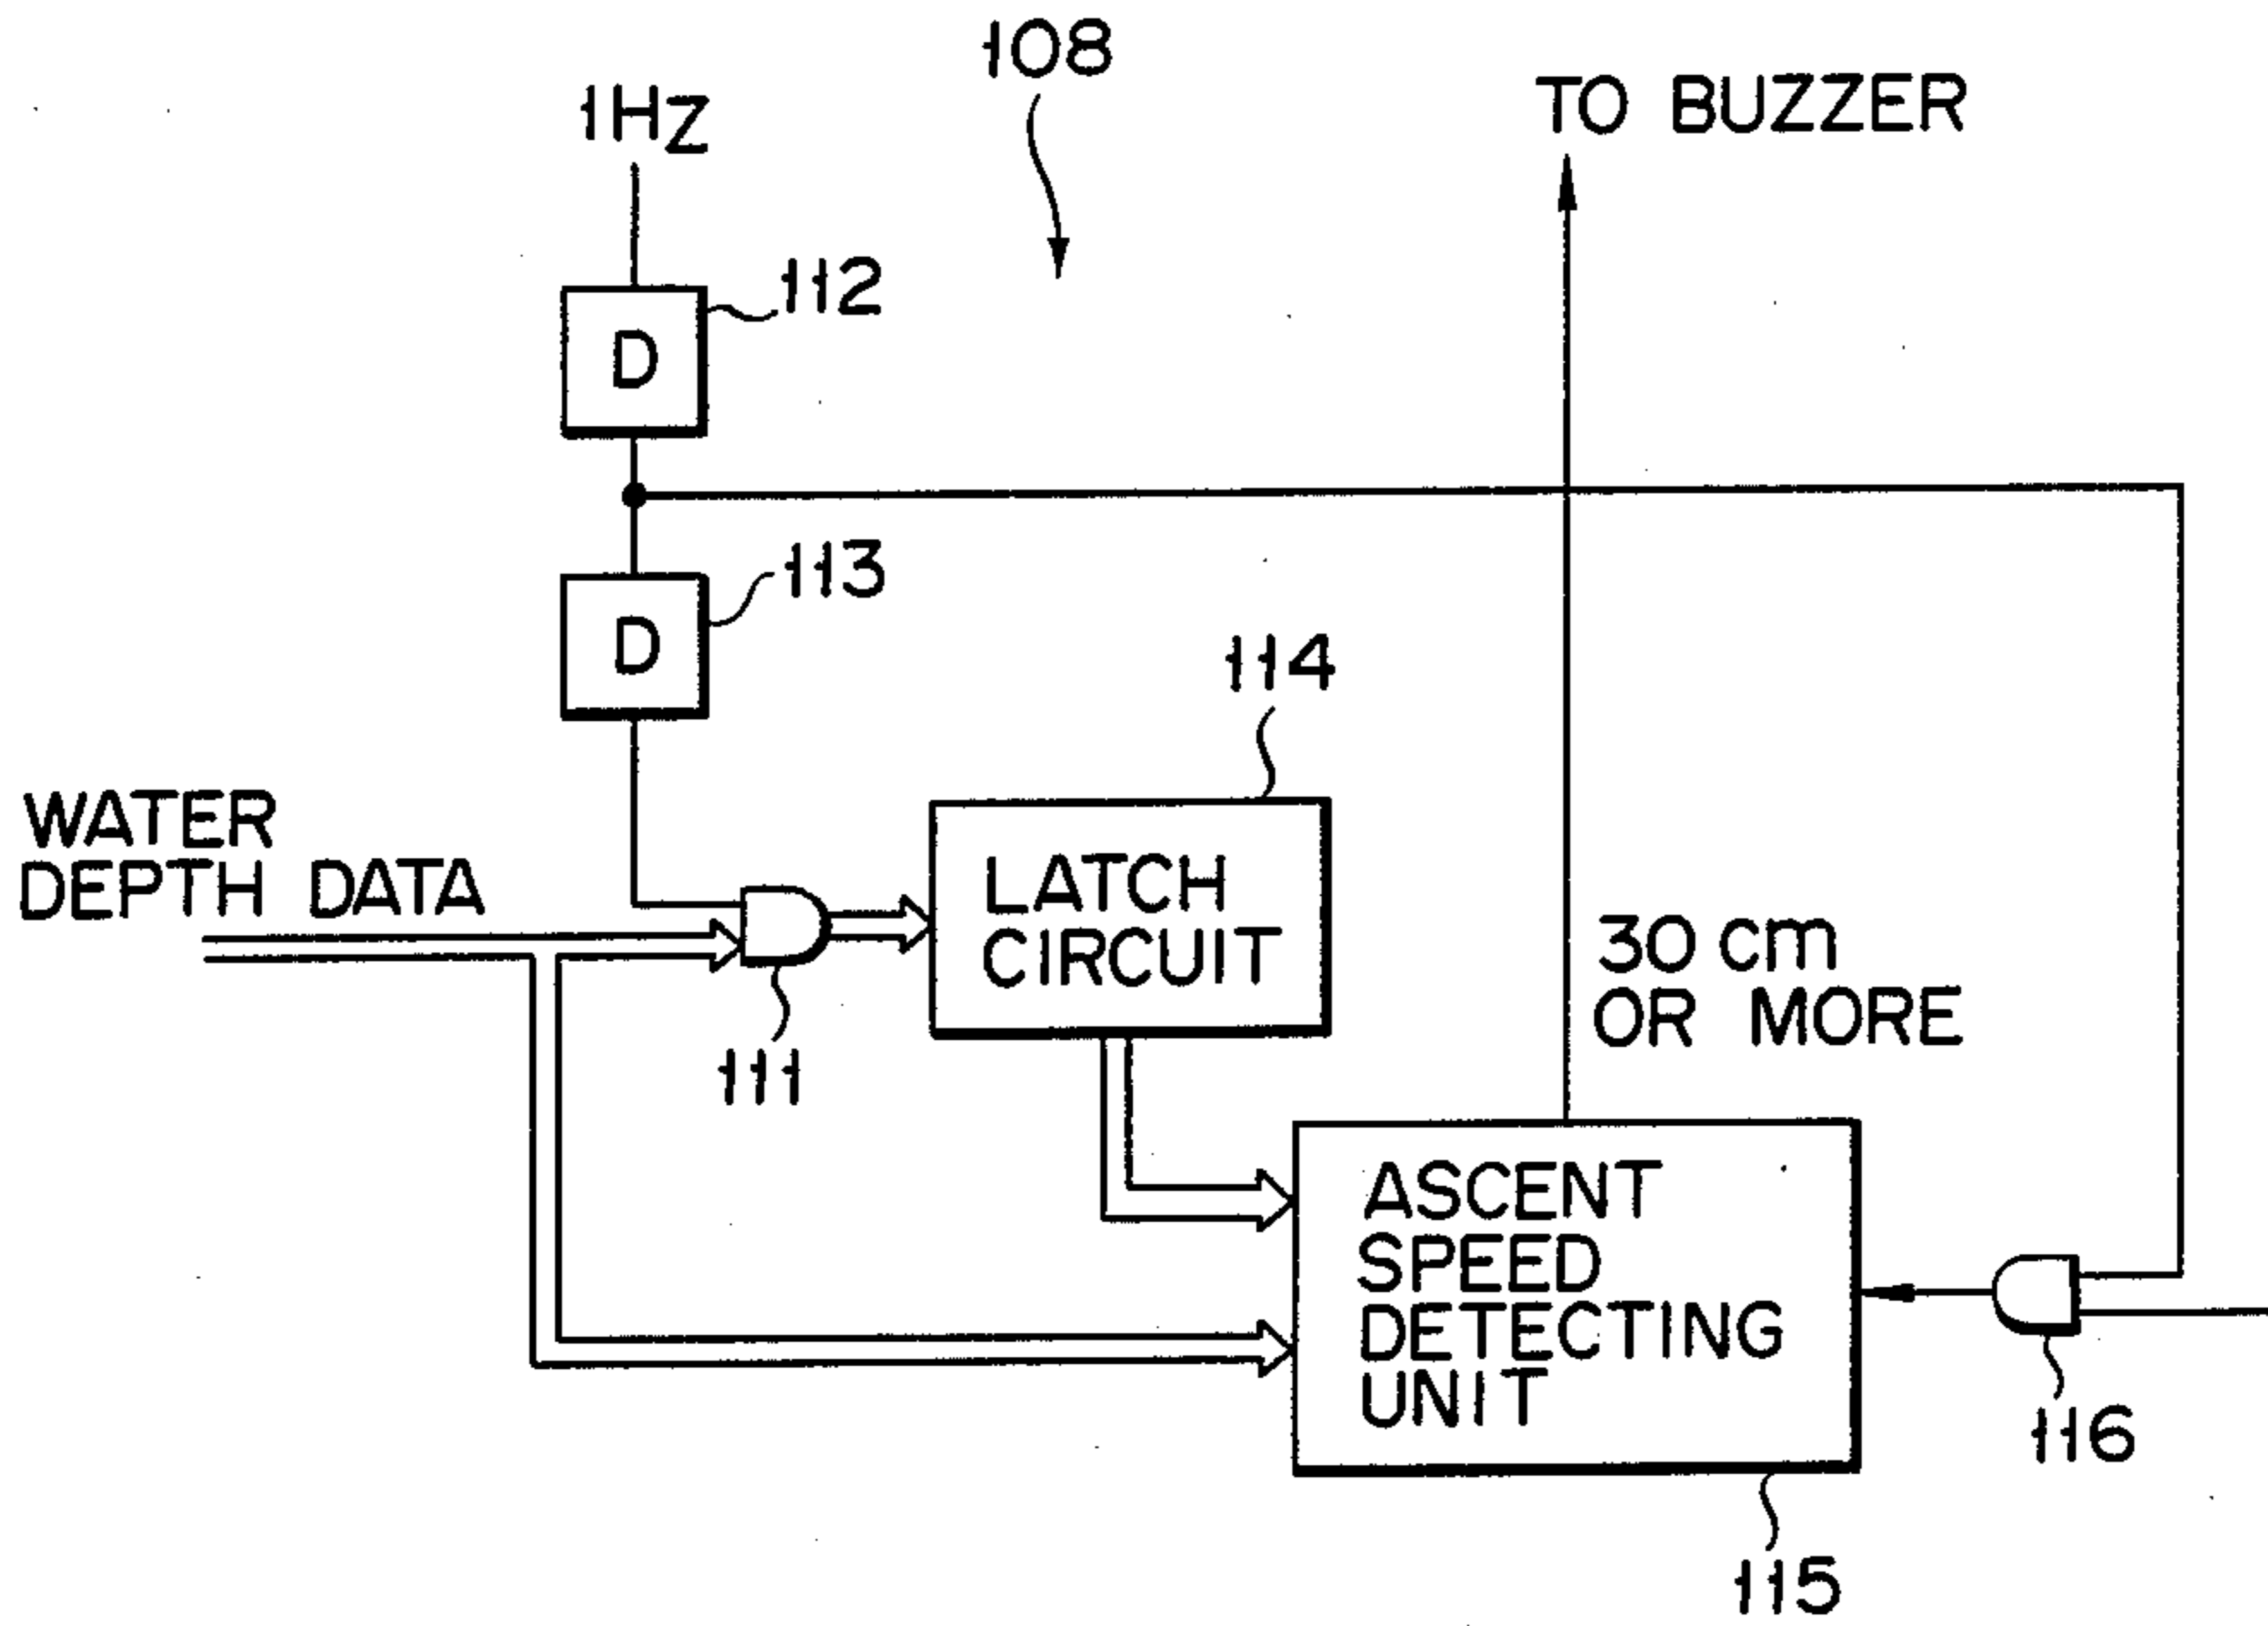 108
TO BUZZER
1HZ
112
D
113
D
114
WATER
DEPTH DATA
LATCH
CIRCUIT
30 cm
OR MORE
111
ASCENT
SPEED
DETECTING
UNIT
116
115